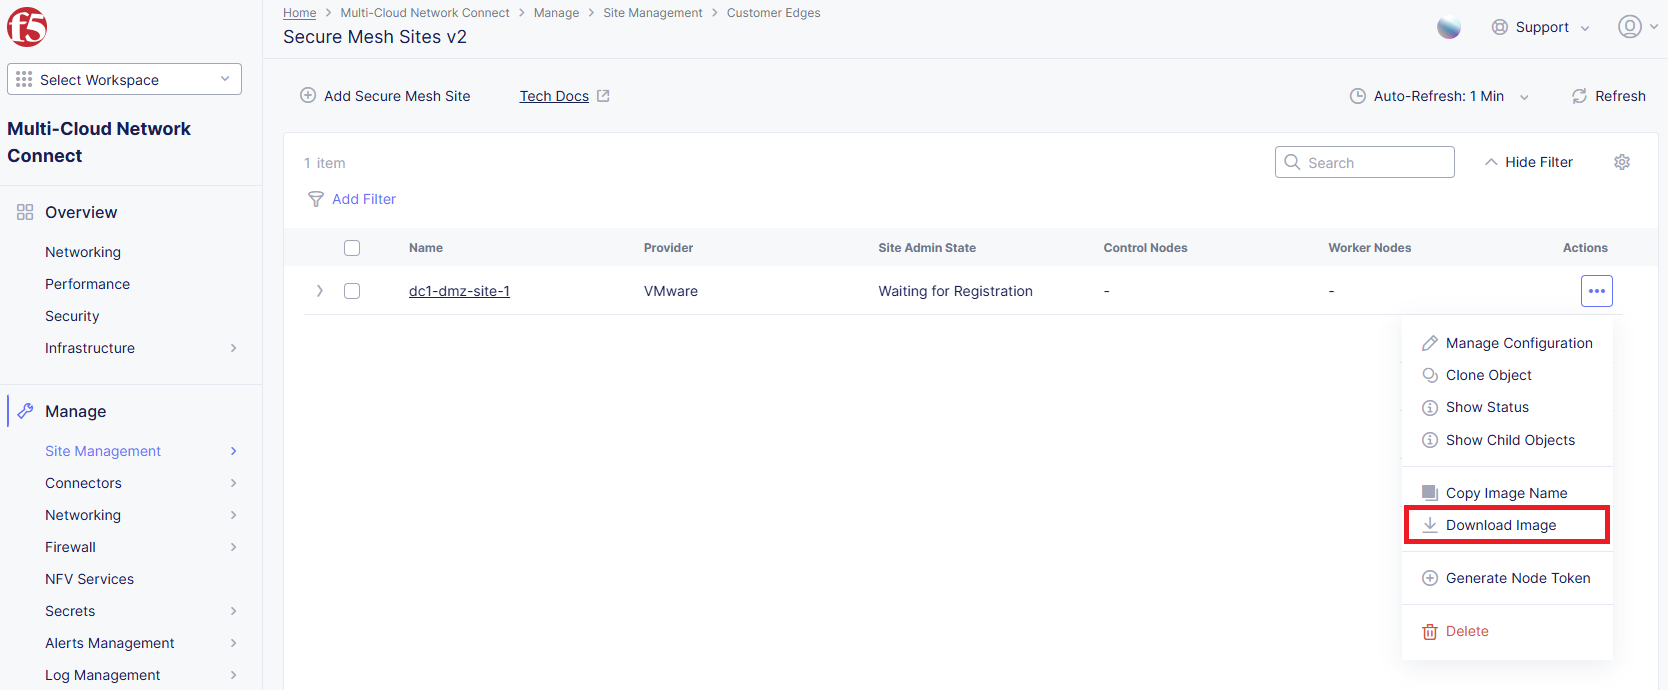 f5
Home > Multi-Cloud Network Connect > Manage > Site Management > Customer Edges
Secure Mesh Sites v2
Support
Select Workspace
Multi-Cloud Network
Connect
Overview
Networking
Performance
Security
Infrastructure
Manage
Site Management
Connectors
Networking
Firewall
NFV Services
Secrets
Alerts Management
Log Management
Add Secure Mesh Site
Tech Docs
Auto-Refresh: 1 Min
Refresh
1 item
Search
Hide Filter
Add Filter
Name Provider Site Admin State Control Nodes Worker Nodes Actions
dc1-dmz-site-1 VMware Waiting for Registration - -
Manage Configuration
Clone Object
Show Status
Show Child Objects
Copy Image Name
Download Image
Generate Node Token
Delete